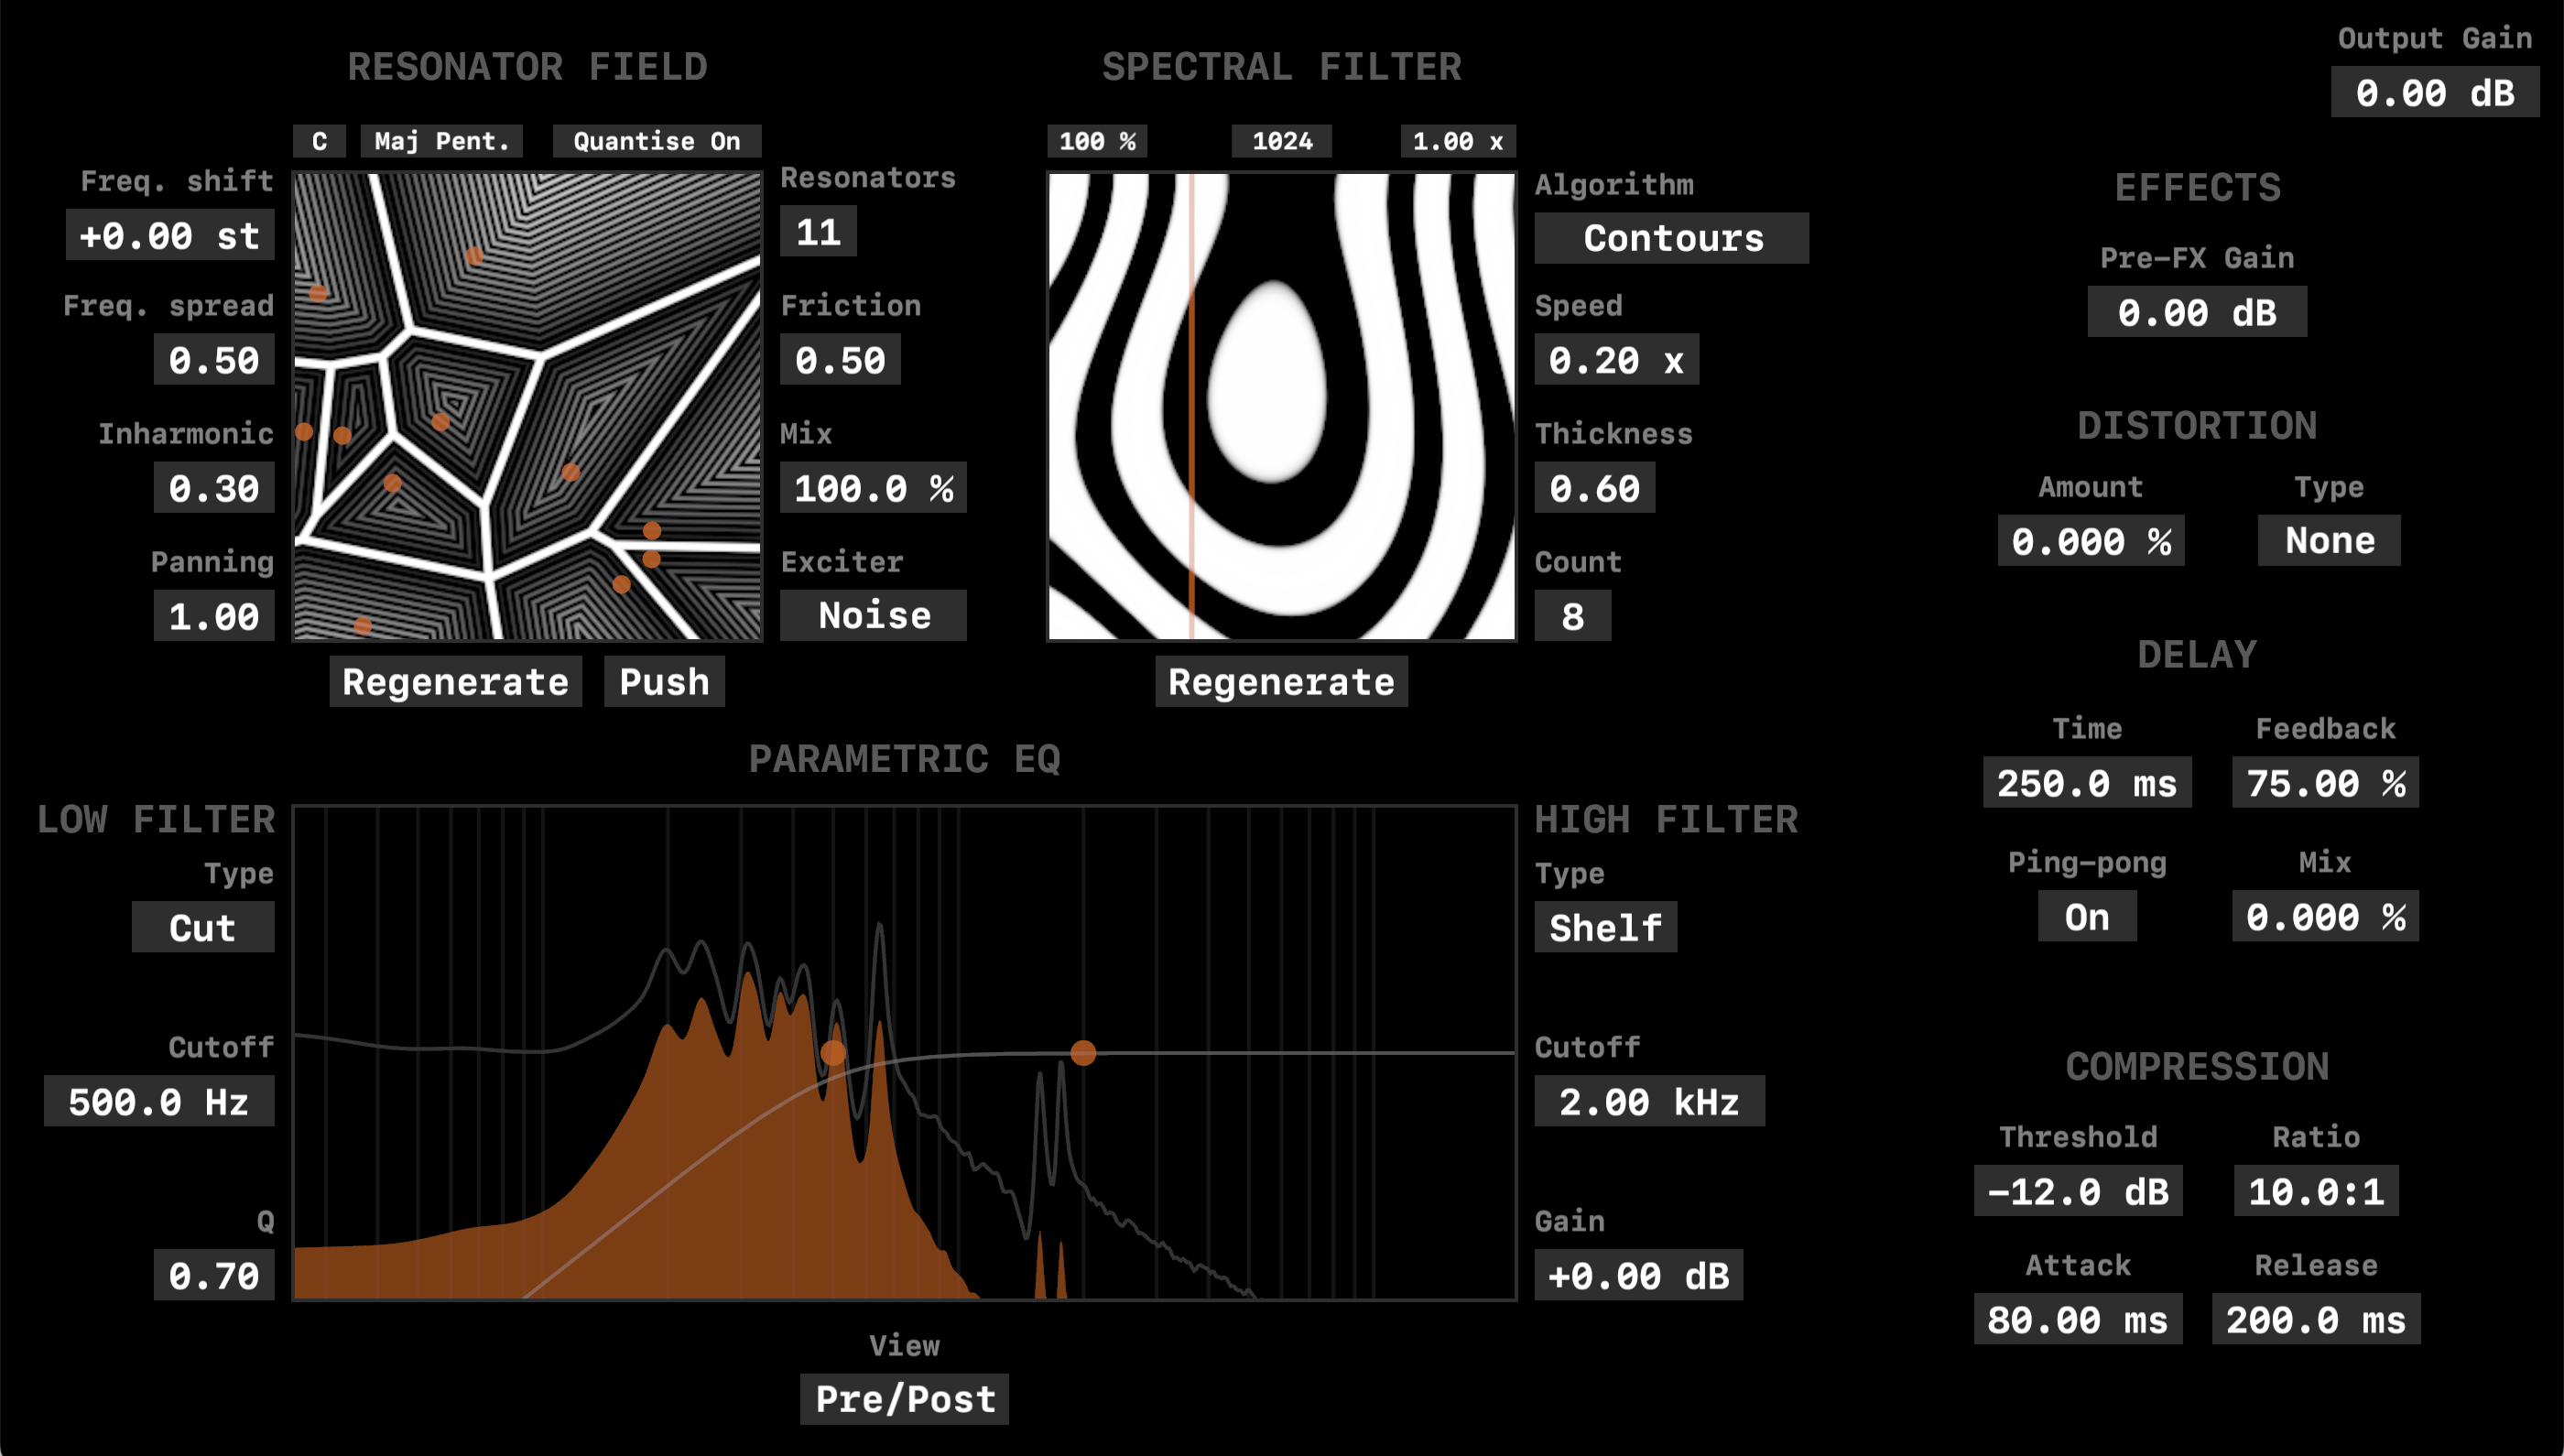 Output Gain
0.00 dB
RESONATOR FIELD
C
Maj Pent.
Quantise On
Freq. shift
+0.00 st
Freq. spread
0.50
Inharmonic
0.30
Panning
1.00
Resonators
11
Friction
0.50
Mix
100.0 %
Exciter
Noise
Regenerate
Push
SPECTRAL FILTER
100 %
1024
1.00 x
Algorithm
Contours
Speed
0.20 x
Thickness
0.60
Count
8
Regenerate
PARAMETRIC EQ
LOW FILTER
Type
Cut
Cutoff
500.0 Hz
Q
0.70
HIGH FILTER
Type
Shelf
Cutoff
2.00 kHz
Gain
+0.00 dB
View
Pre/Post
EFFECTS
Pre-FX Gain
0.00 dB
DISTORTION
Amount
0.000 %
Type
None
DELAY
Time
250.0 ms
Feedback
75.00 %
Ping-pong
On
Mix
0.000 %
COMPRESSION
Threshold
-12.0 dB
Ratio
10.0:1
Attack
80.00 ms
Release
200.0 ms